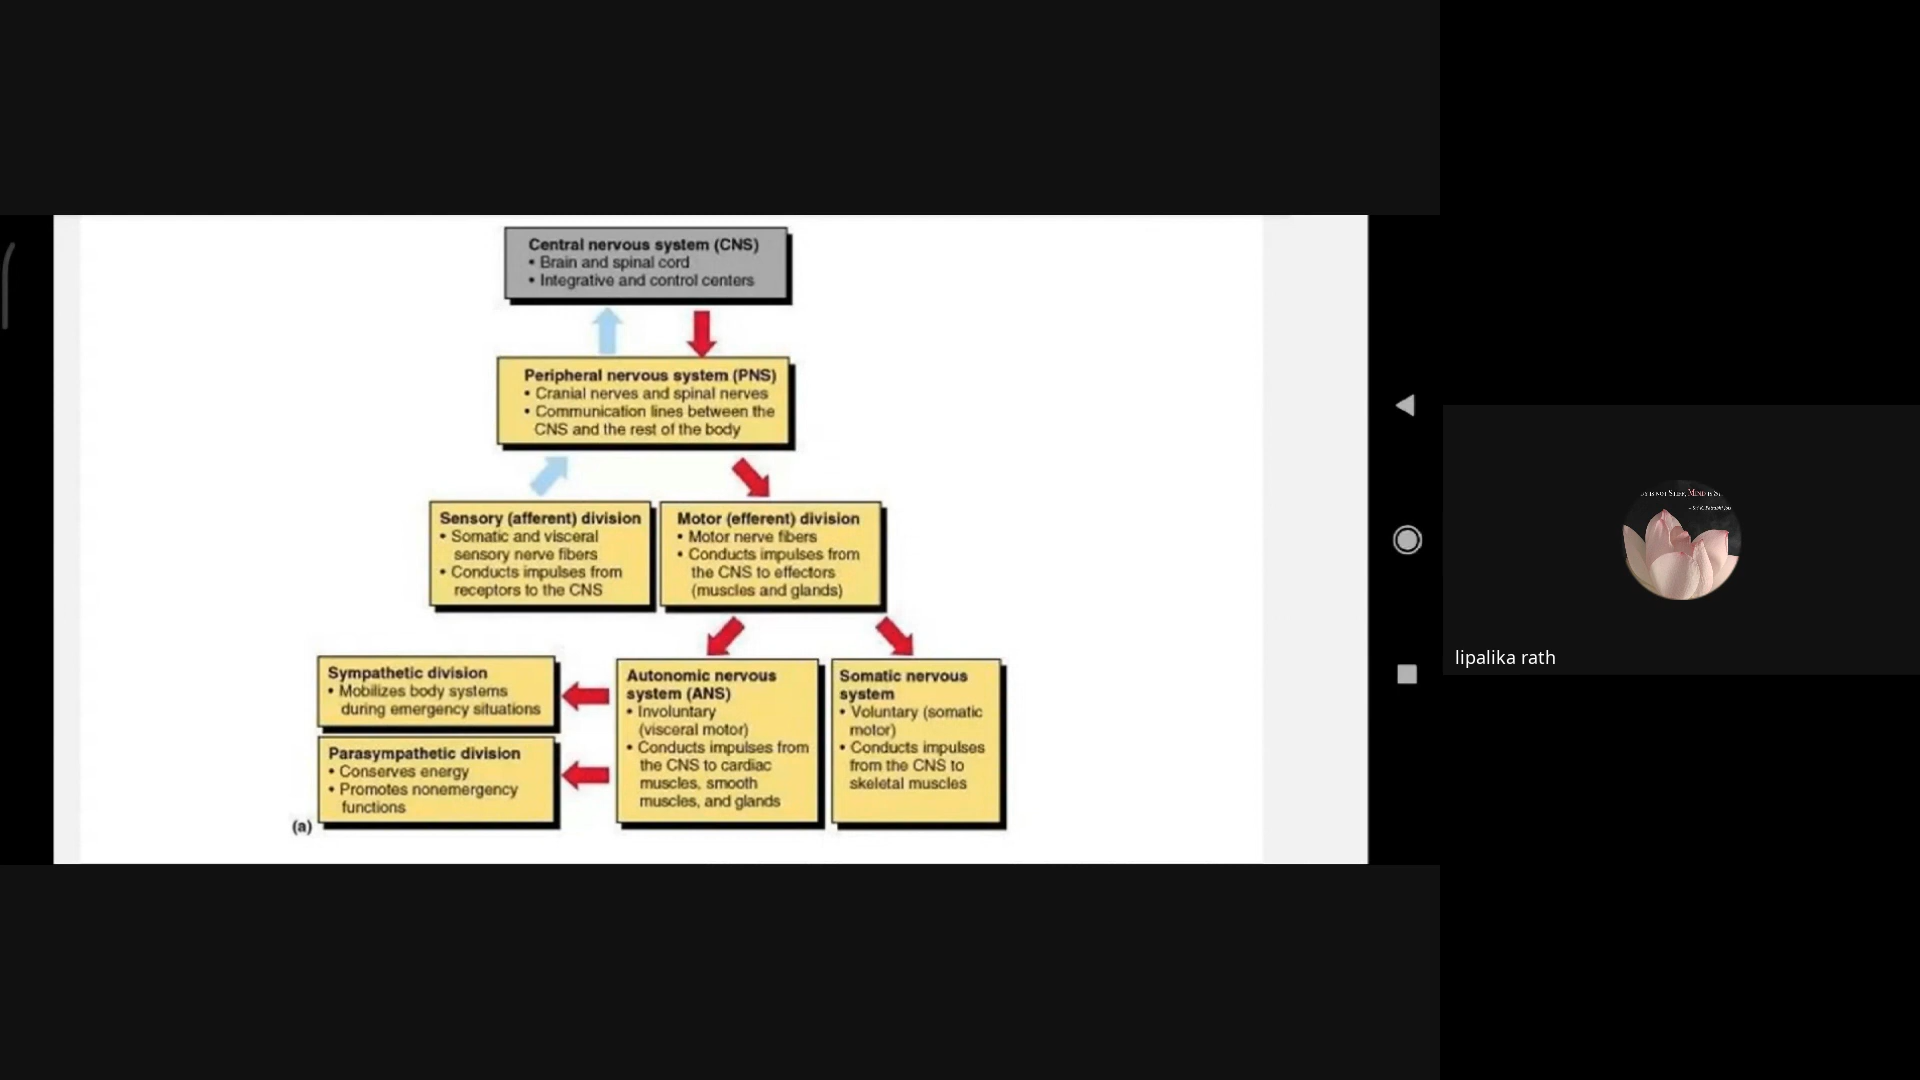 Central nervous system (CNS)
• Brain and spinal cord
• Integrative and control centers
Peripheral nervous system (PNS)
• Cranial nerves and spinal nerves
• Communication lines between the
CNS and the rest of the body
Sensory (afferent) division
• Somatic and visceral
sensory nerve fibers
• Conducts impulses from
receptors to the CNS
Motor (efferent) division
• Motor nerve fibers
• Conducts impulses from
the CNS to effectors
(muscles and glands)
Sympathetic division
• Mobilizes body systems
during emergency situations
Parasympathetic division
• Conserves energy
• Promotes nonemergency
functions
Autonomic nervous
system (ANS)
• Involuntary
(visceral motor)
• Conducts impulses from
the CNS to cardiac
muscles, smooth
muscles, and glands
Somatic nervous
system
• Voluntary (somatic
motor)
• Conducts impulses
from the CNS to
skeletal muscles
(a)
is not Stiff, Mind is
lipalika rath